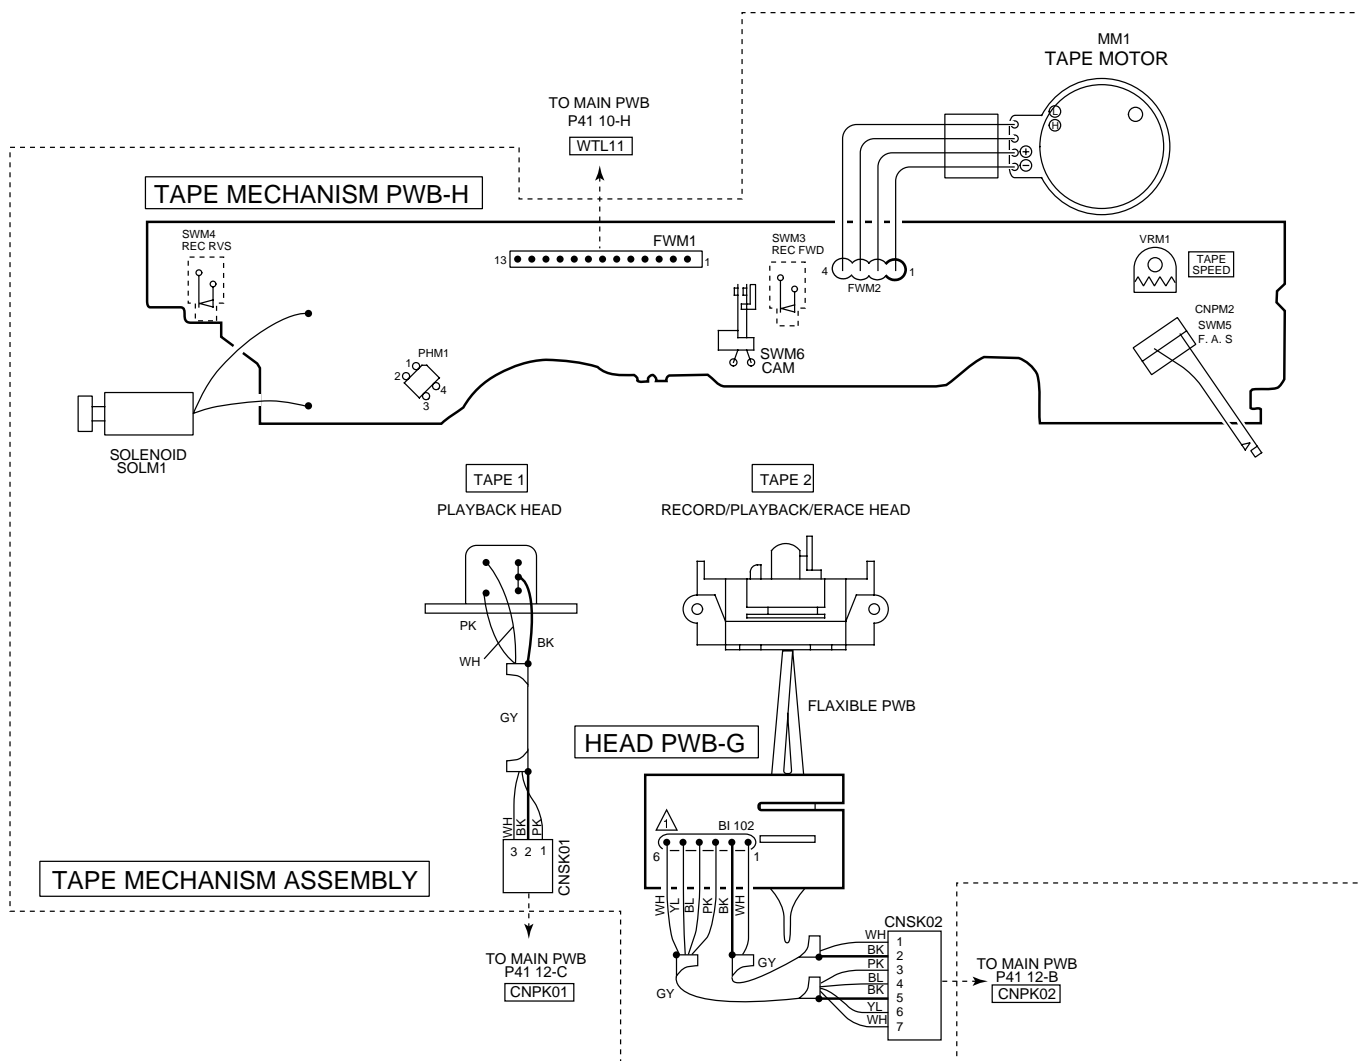 MM1
TAPE MOTOR
L
H
+
−
TO MAIN PWB
P41 10-H
WTL11
TAPE MECHANISM PWB-H
SWM4
REC RVS
13
FWM1
1
SWM3
REC FWD
4
FWM2
1
VRM1
TAPE
SPEED
CNPM2
SWM5
F. A. S
SWM6
CAM
PHM1
1
2
4
3
SOLENOID
SOLM1
TAPE 1
PLAYBACK HEAD
TAPE 2
RECORD/PLAYBACK/ERACE HEAD
PK
WH
BK
GY
FLAXIBLE PWB
HEAD PWB-G
WH
BK
PK
3 2 1
CNSK01
1
BI 102
6
1
TAPE MECHANISM ASSEMBLY
WH
YL
BL
PK
BK
WH
GY
GY
CNSK02
WH 1
BK 2
PK 3
BL 4
BK 5
YL 6
WH 7
TO MAIN PWB
P41 12-C
CNPK01
TO MAIN PWB
P41 12-B
CNPK02